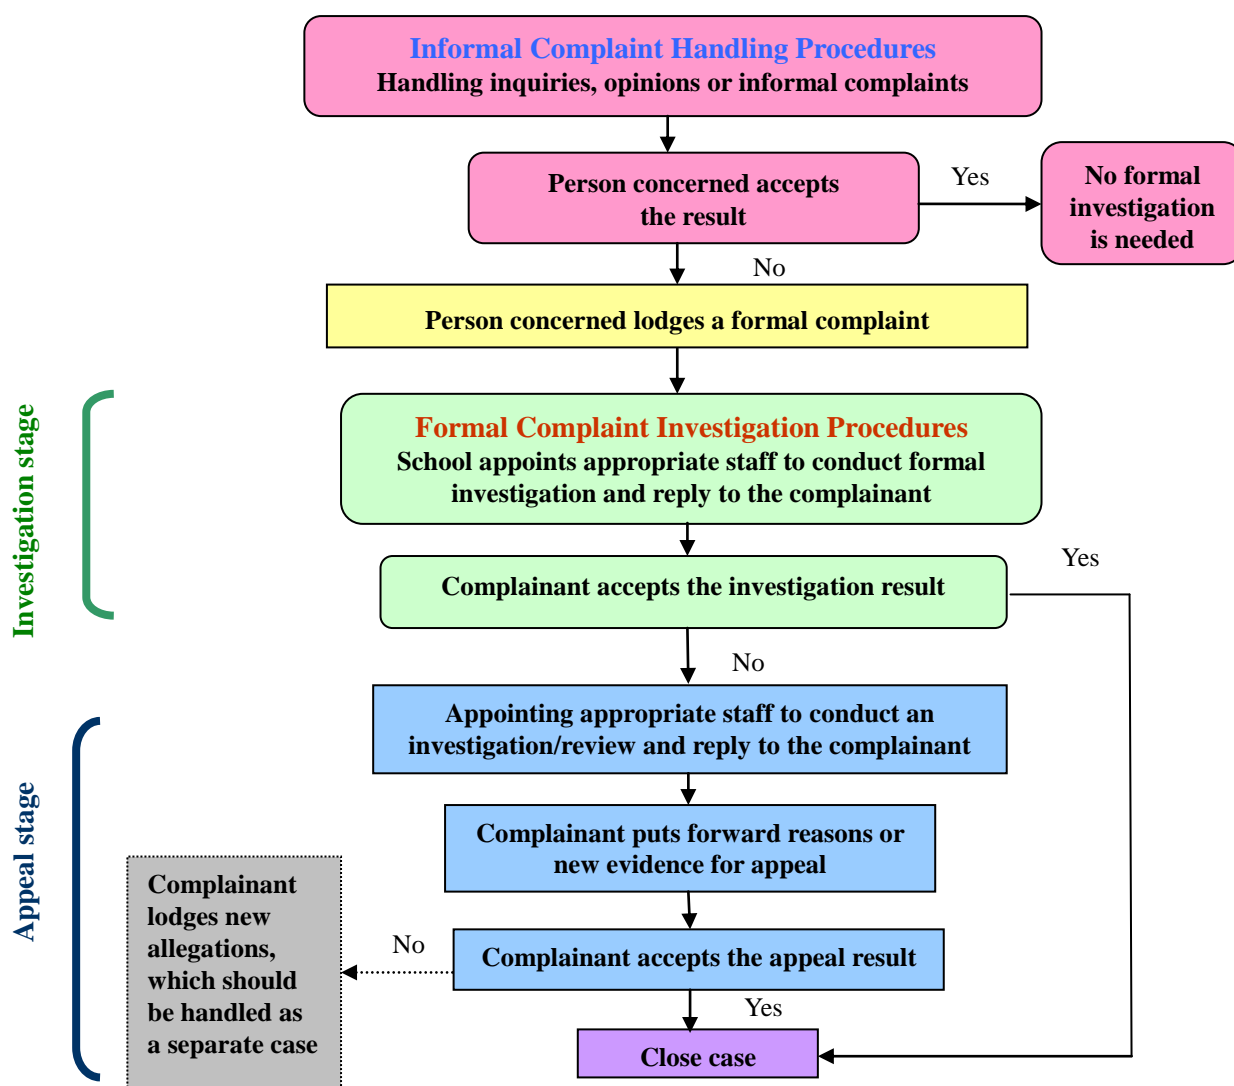 Informal Complaint Handling Procedures
Handling inquiries, opinions or informal complaints
Person concerned accepts
the result
Yes
No formal
investigation
is needed
No
Person concerned lodges a formal complaint
Investigation stage
Formal Complaint Investigation Procedures
School appoints appropriate staff to conduct formal
investigation and reply to the complainant
Complainant accepts the investigation result
Yes
No
Appeal stage
Appointing appropriate staff to conduct an
investigation/review and reply to the complainant
Complainant puts forward reasons or
new evidence for appeal
Complainant accepts the appeal result
No
Complainant
lodges new
allegations,
which should
be handled as
a separate case
Yes
Close case